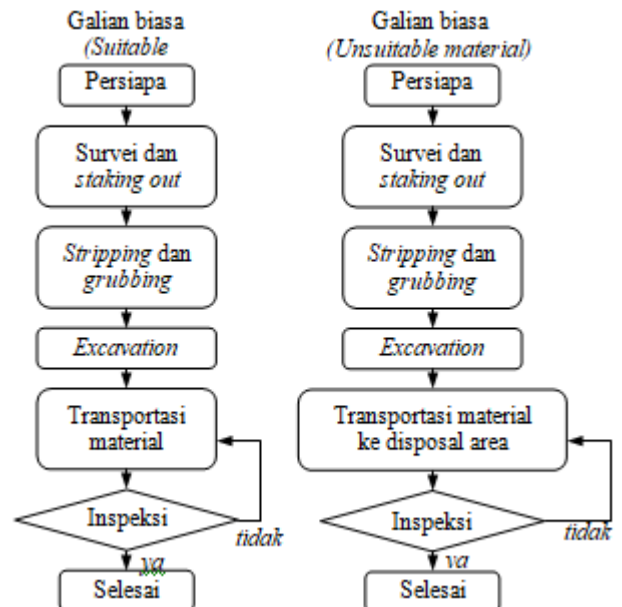 Galian biasa
(Suitable
Persiapa
Survei dan
staking out
Stripping dan
grubbing
Excavation
Transportasi
material
Inspeksi
tidak
ya
Selesai
Galian biasa
(Unsuitable material)
Persiapa
Survei dan
staking out
Stripping dan
grubbing
Excavation
Transportasi material
ke disposal area
Inspeksi
tidak
ya
Selesai